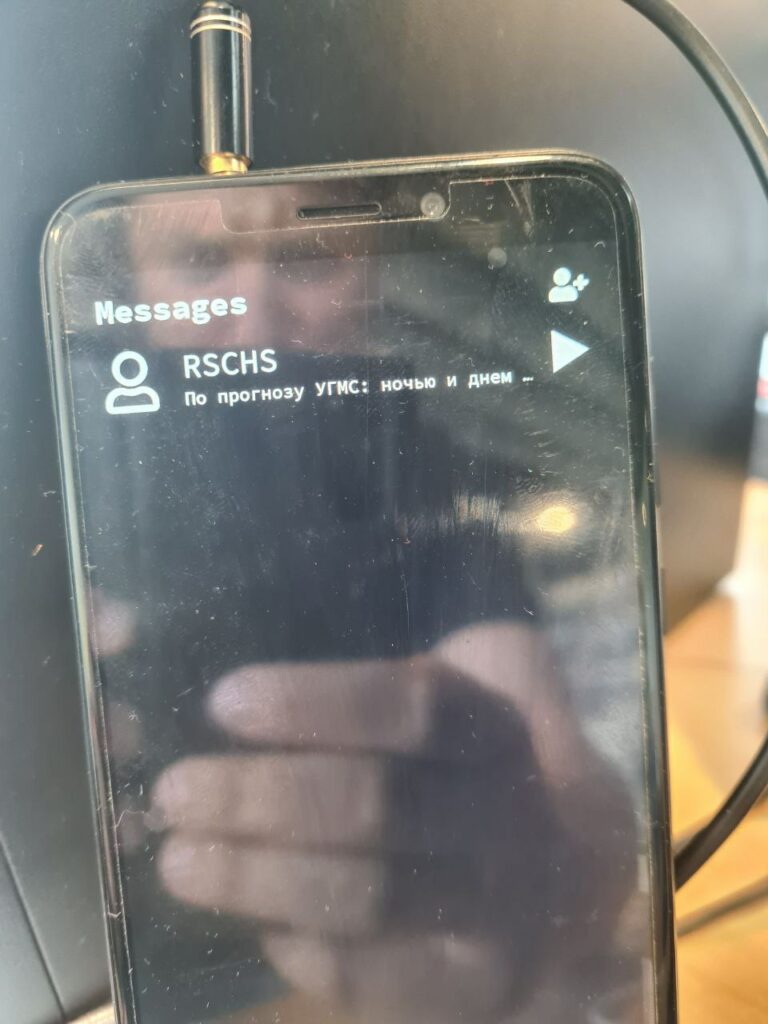 Messages
RSCHS
По прогнозу УГМС: ночью и днем …